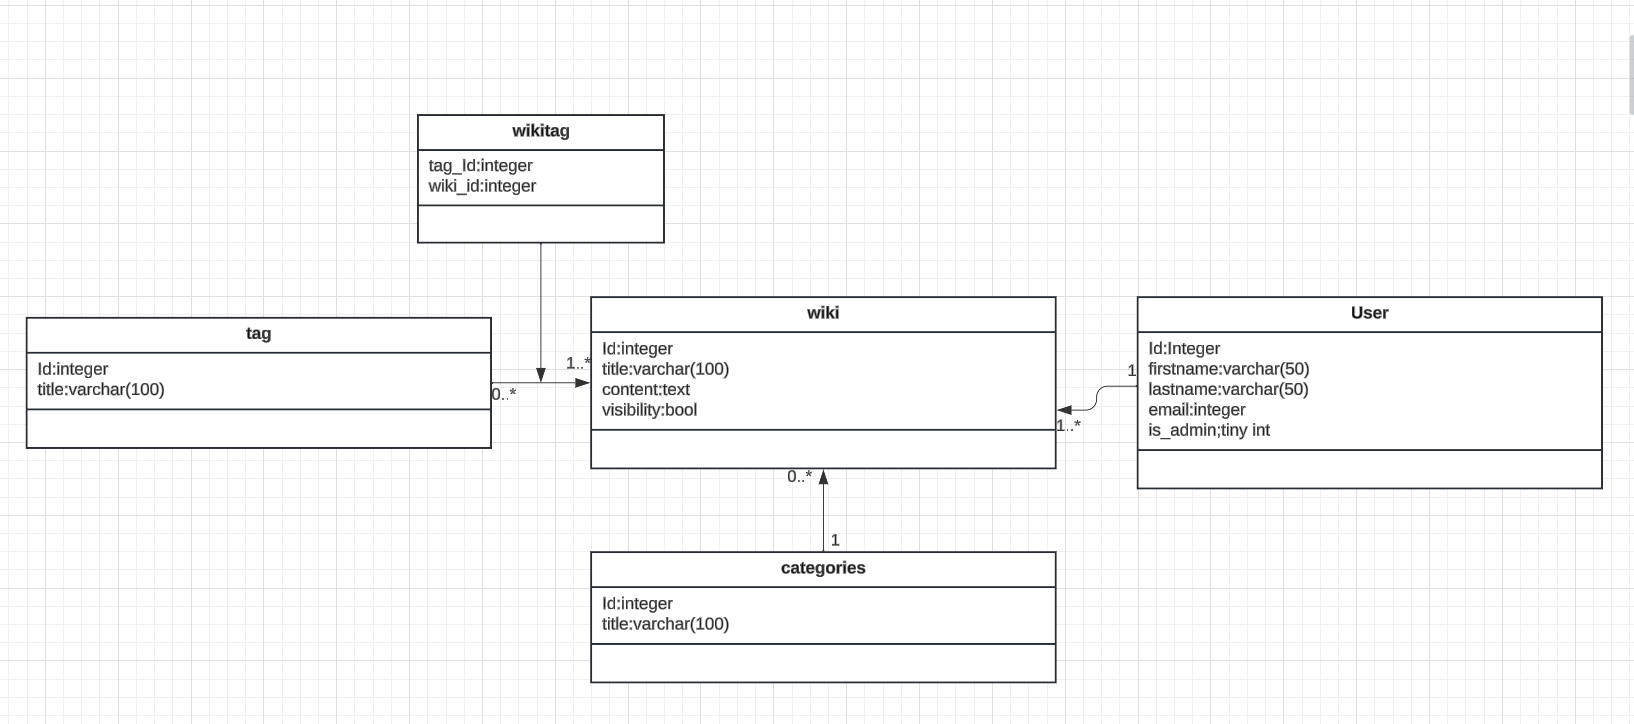 wikitag
tag_Id:integer
wiki_id:integer
tag
Id:integer
title:varchar(100)
0..*
1..*
wiki
Id:integer
title:varchar(100)
content:text
visibility:bool
User
Id:Integer
firstname:varchar(50)
lastname:varchar(50)
email:integer
is_admin;tiny int
1
1..*
0..*
1
categories
Id:integer
title:varchar(100)